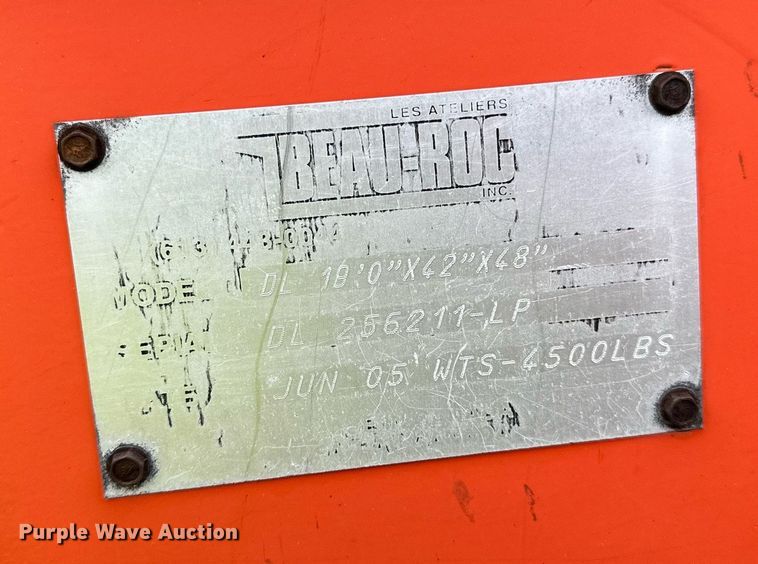 LES ATELIERS
BEAU-ROC
INC.
DL 18'0"X42"X48"
DL 256211-LP
JUN 05 WTS-4500LBS
Purple Wave Auction